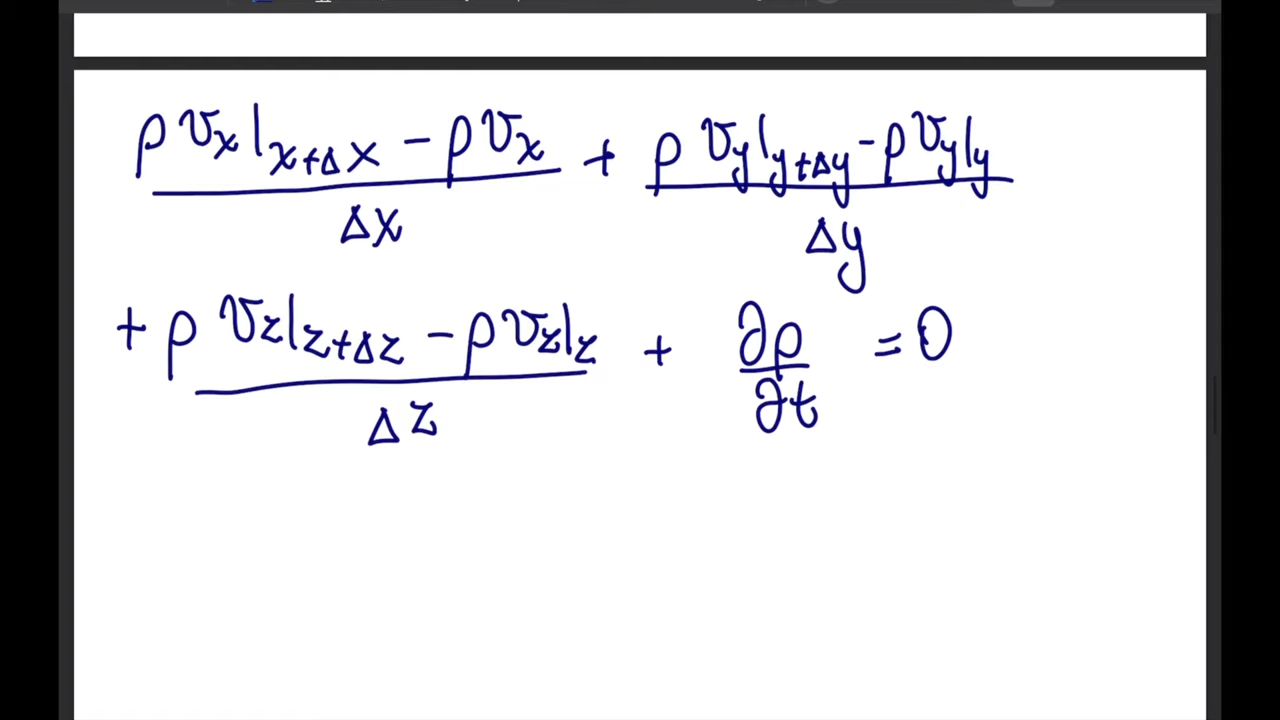 ρ v_x|_{x+Δx} − ρ v_x + ρ v_y|_{y+Δy} − ρ v_y|_y
Δx Δy
+ ρ v_z|_{z+Δz} − ρ v_z|_z + ∂ρ = 0
Δz ∂t